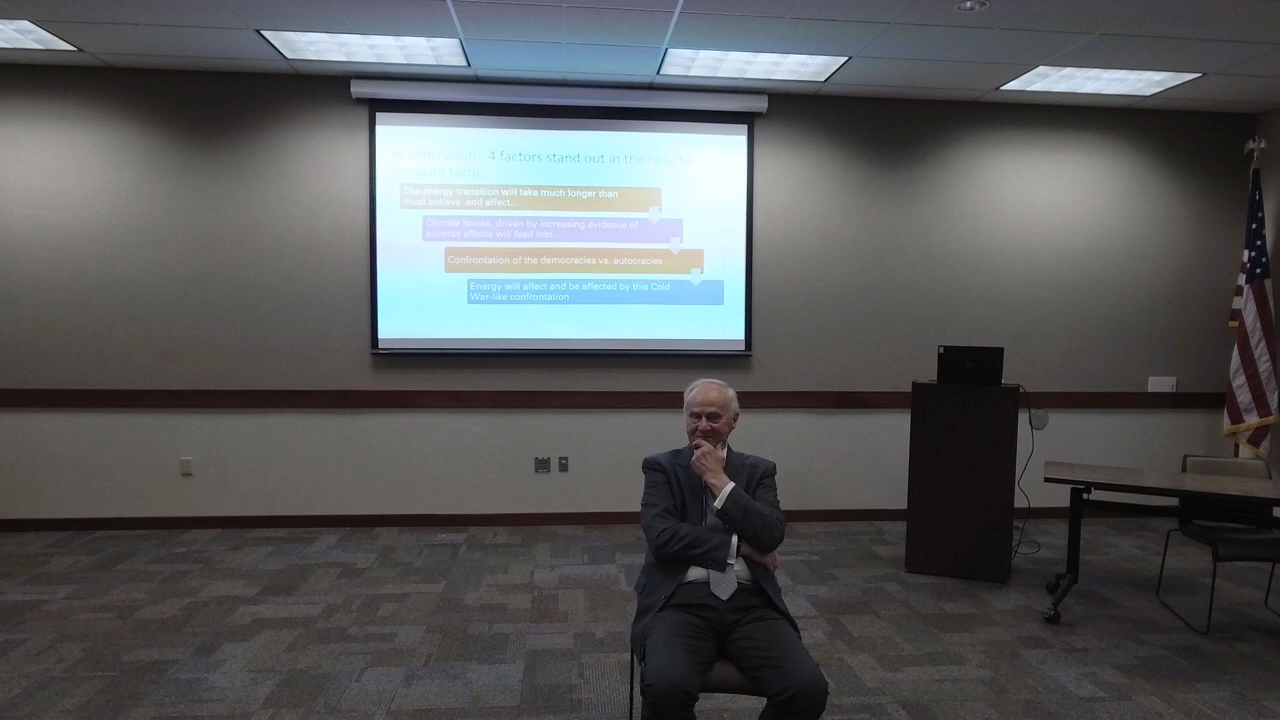 In conclusion, 4 factors stand out in the near to
medium term
The energy transition will take much longer than
most believe and affect...
Climate issues, driven by increasing evidence of
adverse effects will feed into...
Confrontation of the democracies vs. autocracies
Energy will affect and be affected by this Cold
War-like confrontation